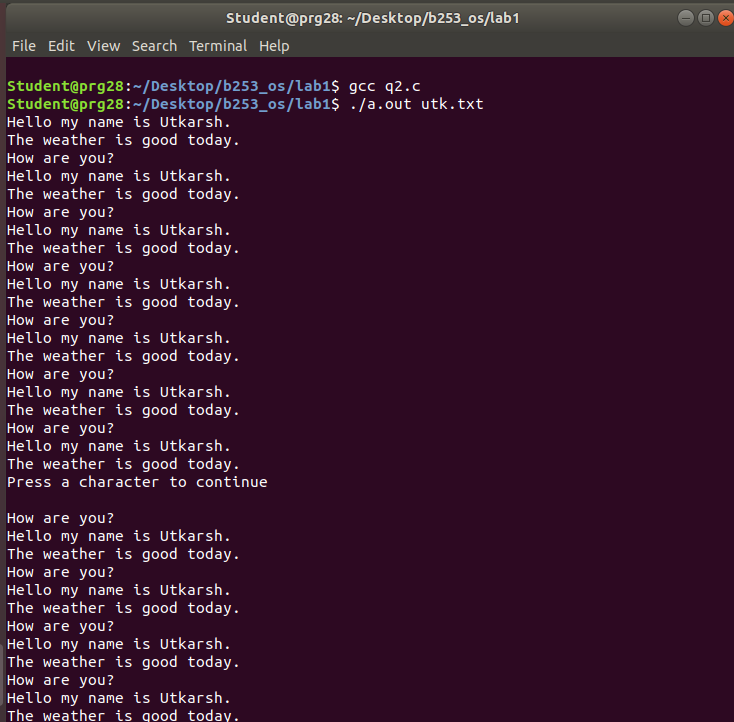 Student@prg28: ~/Desktop/b253_os/lab1
File Edit View Search Terminal Help
Student@prg28:~/Desktop/b253_os/lab1$ gcc q2.c
Student@prg28:~/Desktop/b253_os/lab1$ ./a.out utk.txt
Hello my name is Utkarsh.
The weather is good today.
How are you?
Hello my name is Utkarsh.
The weather is good today.
How are you?
Hello my name is Utkarsh.
The weather is good today.
How are you?
Hello my name is Utkarsh.
The weather is good today.
How are you?
Hello my name is Utkarsh.
The weather is good today.
How are you?
Hello my name is Utkarsh.
The weather is good today.
How are you?
Hello my name is Utkarsh.
The weather is good today.
Press a character to continue
How are you?
Hello my name is Utkarsh.
The weather is good today.
How are you?
Hello my name is Utkarsh.
The weather is good today.
How are you?
Hello my name is Utkarsh.
The weather is good today.
How are you?
Hello my name is Utkarsh.
The weather is good today.